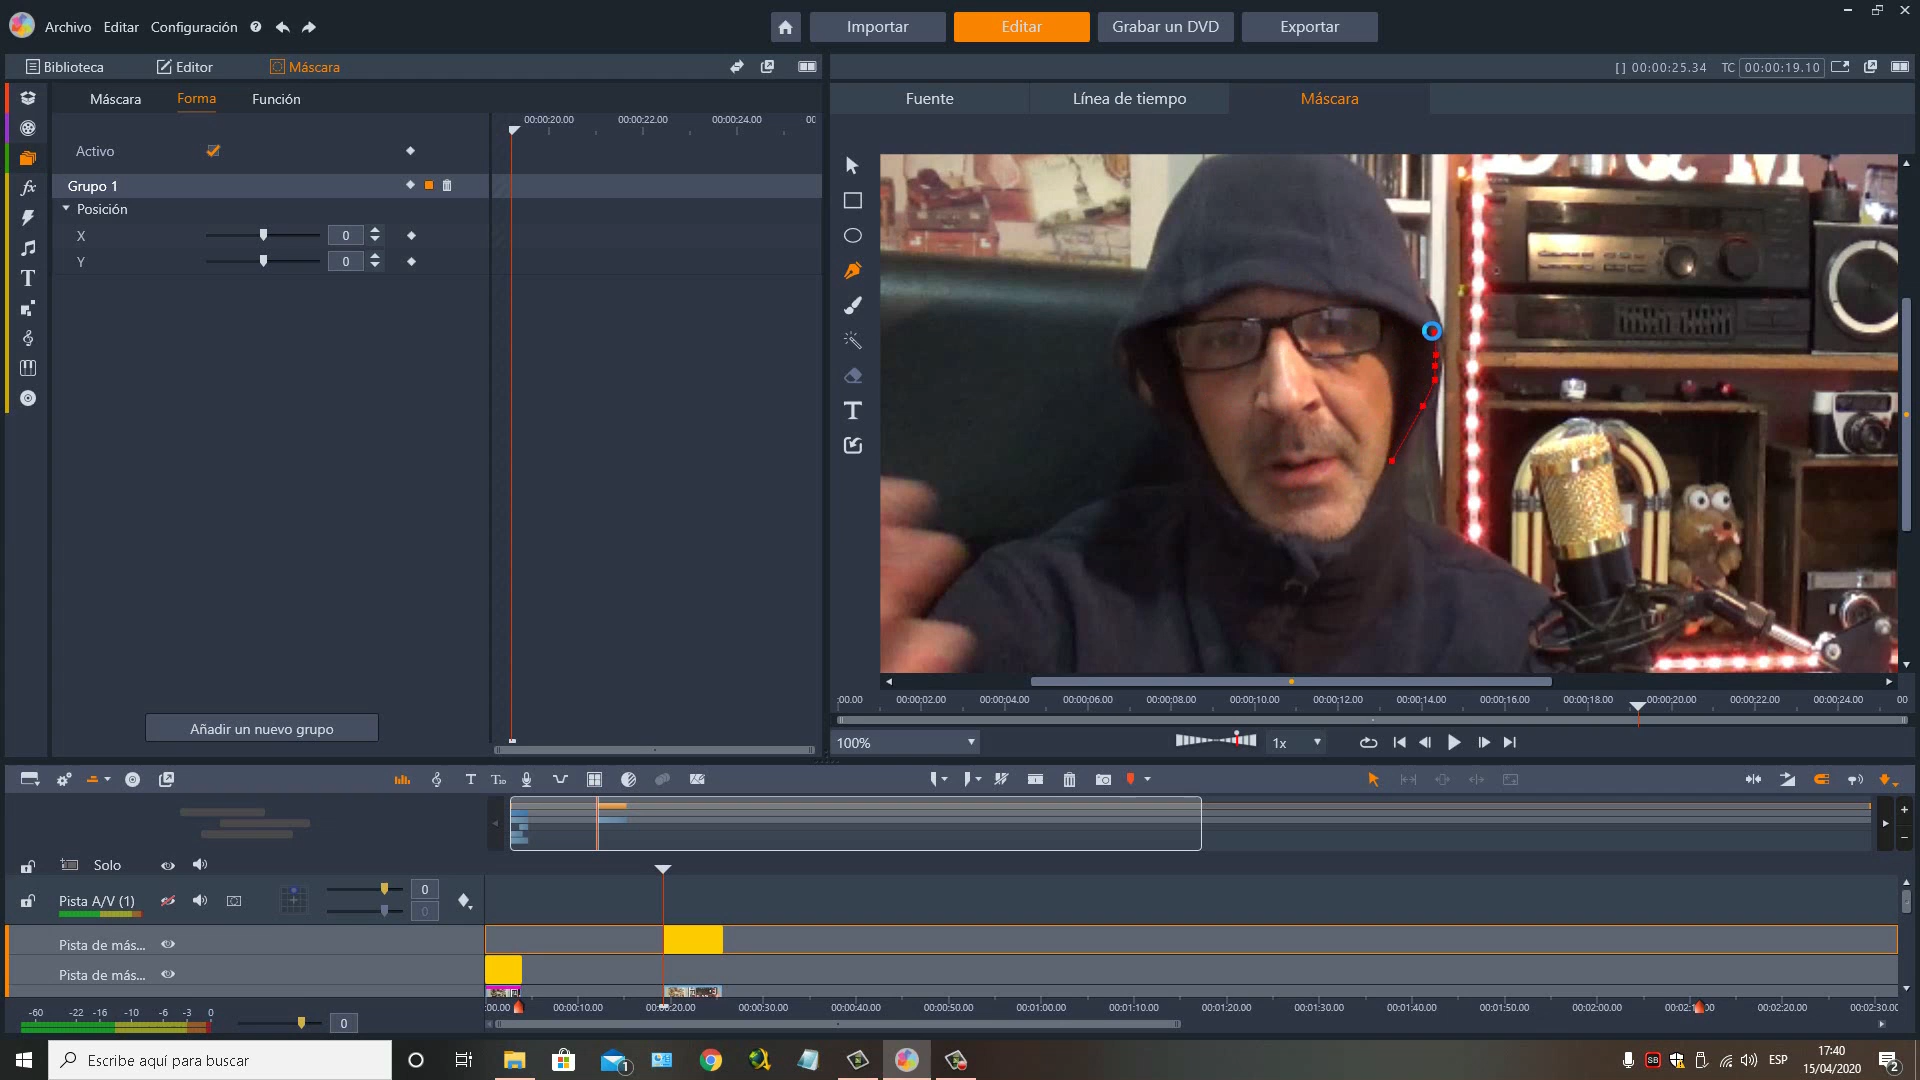 Archivo Editar Configuración
Importar Editar Grabar un DVD Exportar
Biblioteca Editor Máscara
[ ] 00:00:25.34 TC 00:00:19.10
Máscara Forma Función
Fuente Línea de tiempo Máscara
00:00:20.00 00:00:22.00 00:00:24.00 00
Activo
Grupo 1
Posición
X 0
Y 0
D & M
Añadir un nuevo grupo
:00.00 00:00:02.00 00:00:04.00 00:00:06.00 00:00:08.00 00:00:10.00 00:00:12.00 00:00:14.00 00:00:16.00 00:00:18.00 00:00:20.00 00:00:22.00 00:00:24.00 00
100% 1x
Solo
Pista A/V (1) 0
0
Pista de más...
Pista de más...
:00.00 00:00:10.00 00:00:20.00 00:00:30.00 00:00:40.00 00:00:50.00 00:01:00.00 00:01:10.00 00:01:20.00 00:01:30.00 00:01:40.00 00:01:50.00 00:02:00.00 00:02:20.00 00:02:30.00
-60 -22 -16 -10 -6 -3 0
0
Escribe aquí para buscar
1
SB
ESP
17:40
15/04/2020
2